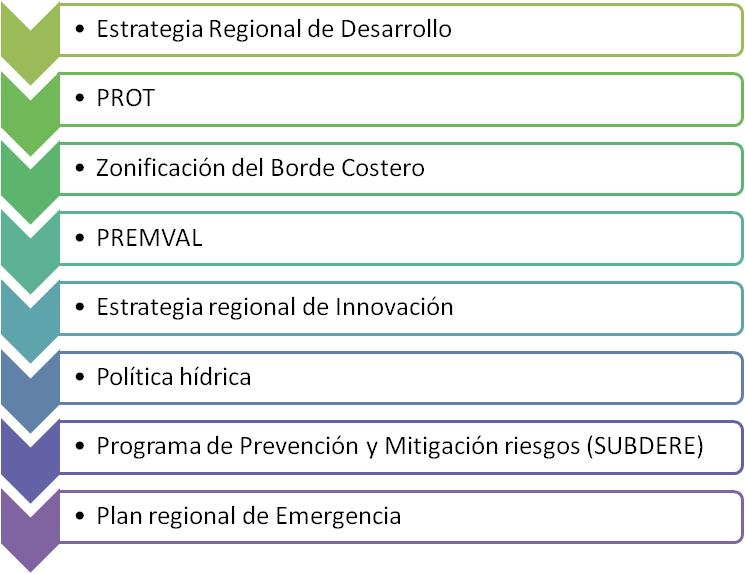 • Estrategia Regional de Desarrollo
• PROT
• Zonificación del Borde Costero
• PREMVAL
• Estrategia regional de Innovación
• Política hídrica
• Programa de Prevención y Mitigación riesgos (SUBDERE)
• Plan regional de Emergencia